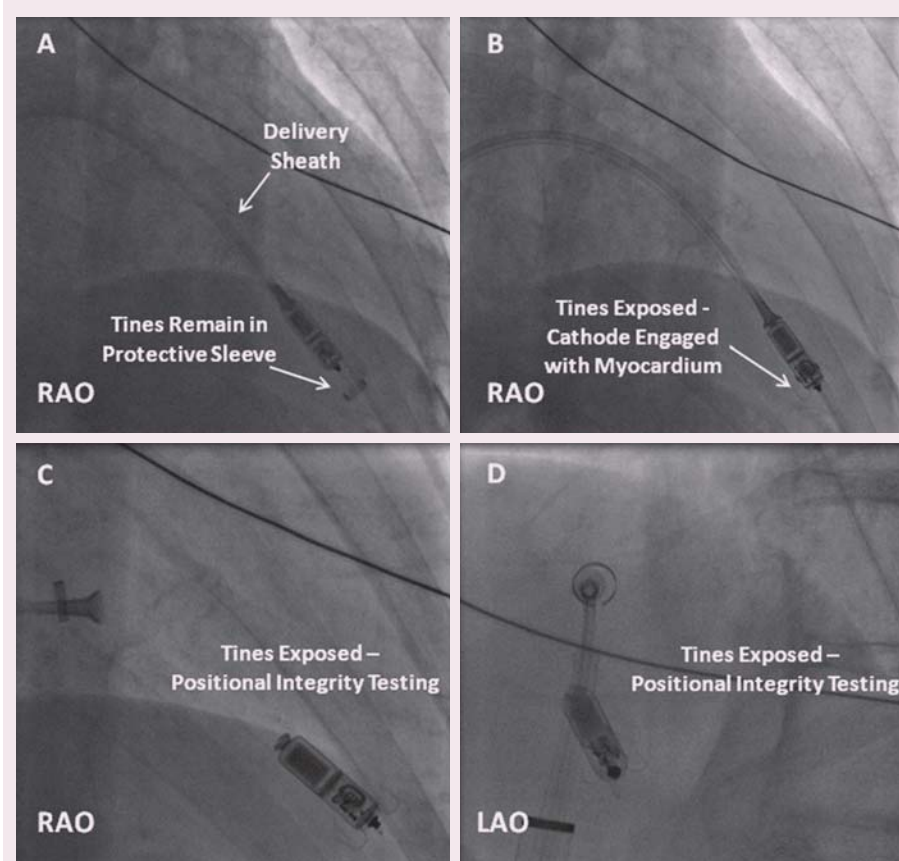 A
Delivery
Sheath
Tines Remain in
Protective Sleeve
RAO
B
Tines Exposed -
Cathode Engaged
with Myocardium
RAO
C
Tines Exposed –
Positional Integrity Testing
RAO
D
Tines Exposed –
Positional Integrity Testing
LAO